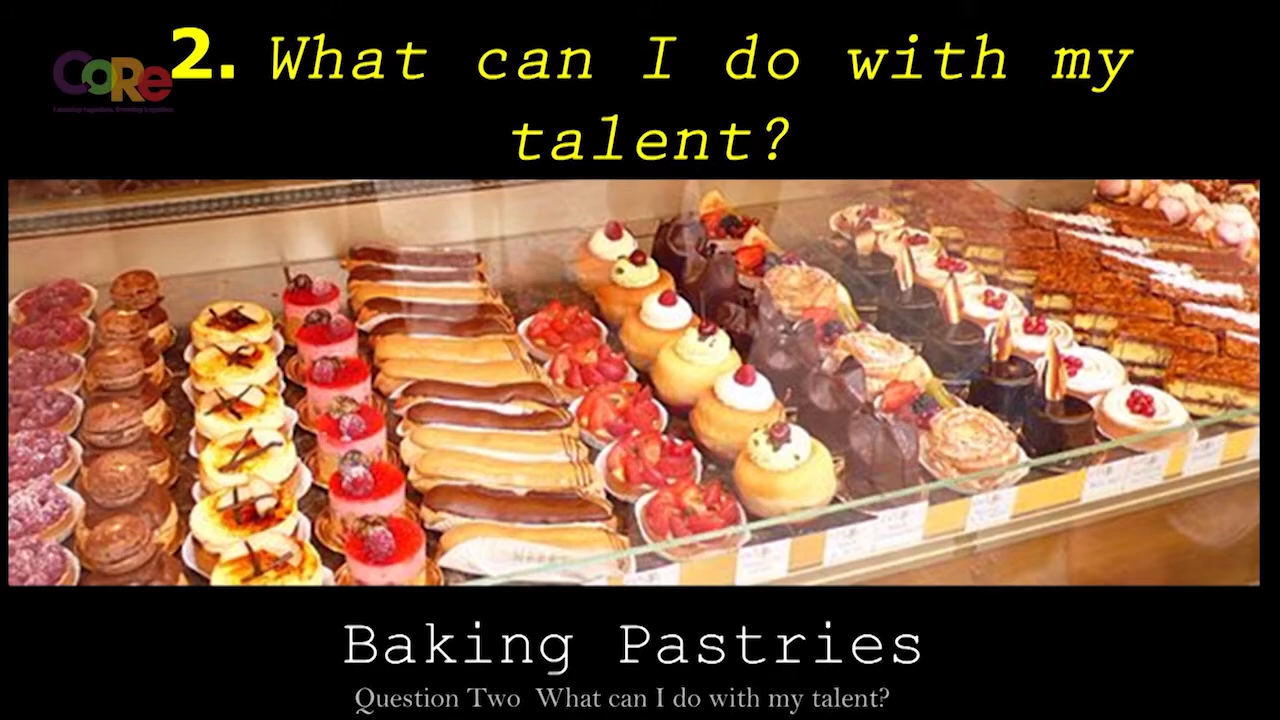 2. What can I do with my
talent?
CoRe
Baking Pastries
Question Two What can I do with my talent?